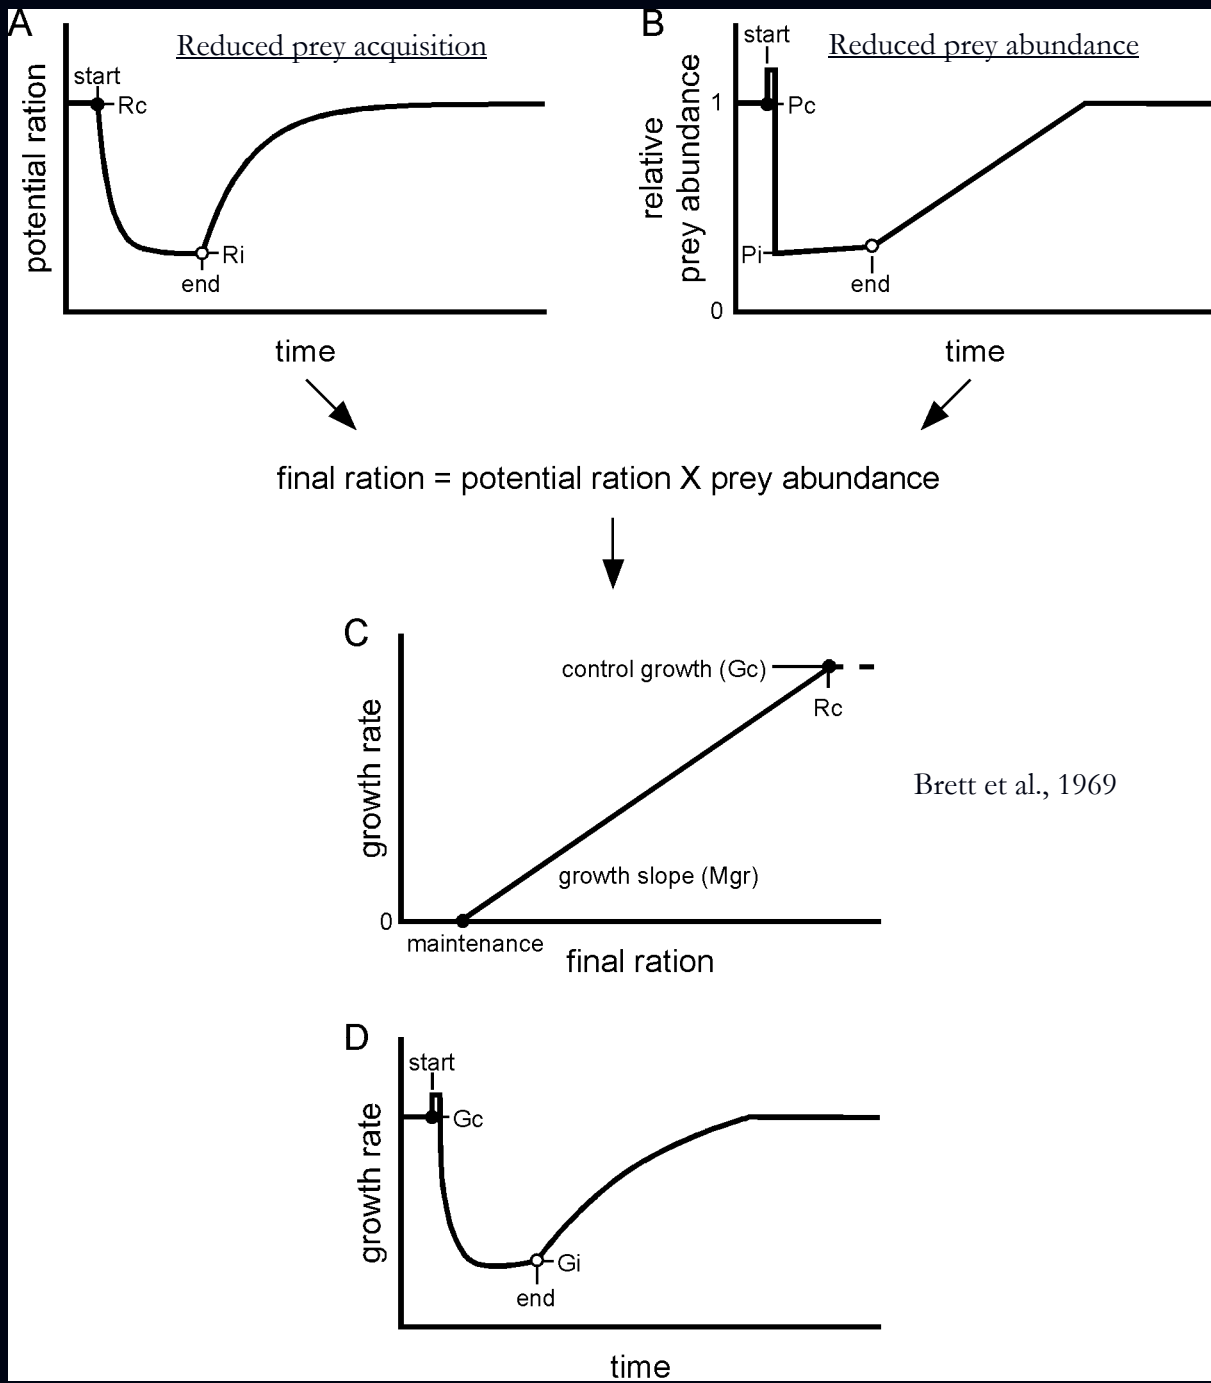 A
Reduced prey acquisition
potential ration
start
Rc
Ri
end
time
B
Reduced prey abundance
relative
prey abundance
start
1
Pc
Pi
end
0
time
final ration = potential ration X prey abundance
C
growth rate
control growth (Gc)
Rc
Brett et al., 1969
growth slope (Mgr)
0
maintenance
final ration
D
growth rate
start
Gc
Gi
end
time